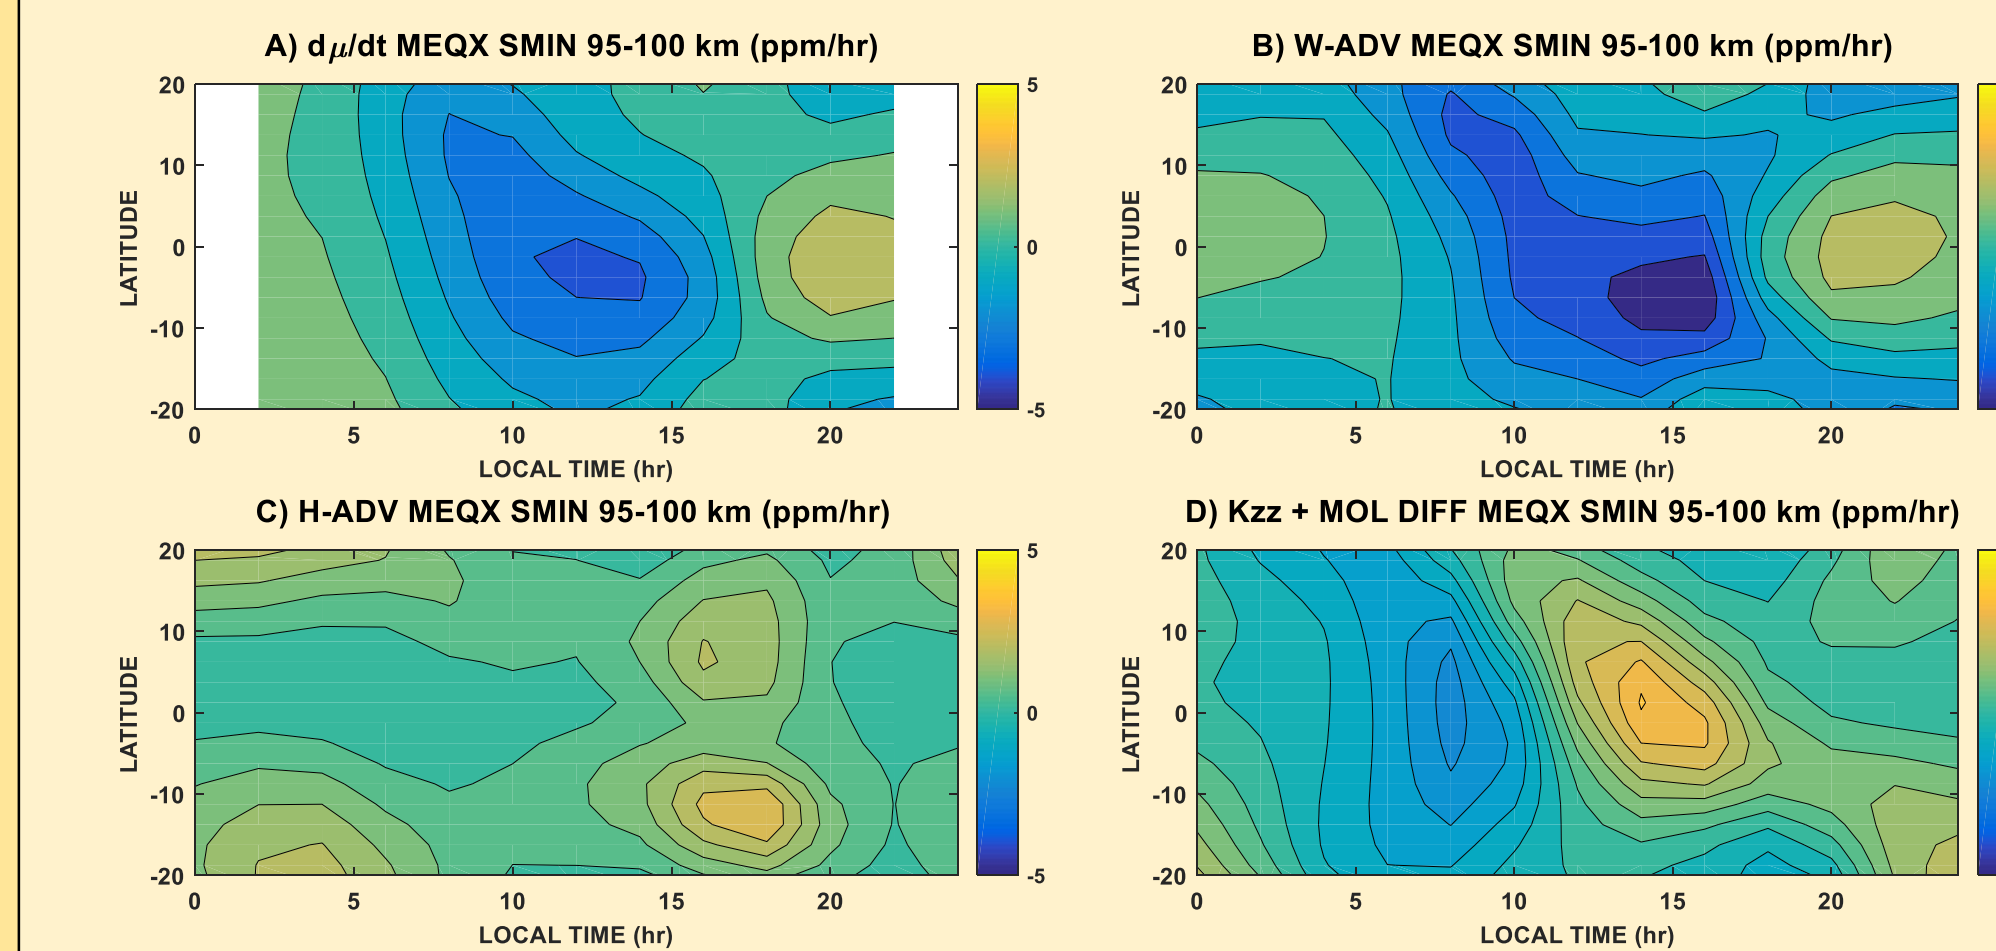 A) dμ/dt MEQX SMIN 95-100 km (ppm/hr)
20
10
0
-10
-20
LATITUDE
0 5 10 15 20
LOCAL TIME (hr)
5
0
-5
B) W-ADV MEQX SMIN 95-100 km (ppm/hr)
20
10
0
-10
-20
LATITUDE
0 5 10 15 20
LOCAL TIME (hr)
C) H-ADV MEQX SMIN 95-100 km (ppm/hr)
20
10
0
-10
-20
LATITUDE
0 5 10 15 20
LOCAL TIME (hr)
5
0
-5
D) Kzz + MOL DIFF MEQX SMIN 95-100 km (ppm/hr)
20
10
0
-10
-20
LATITUDE
0 5 10 15 20
LOCAL TIME (hr)